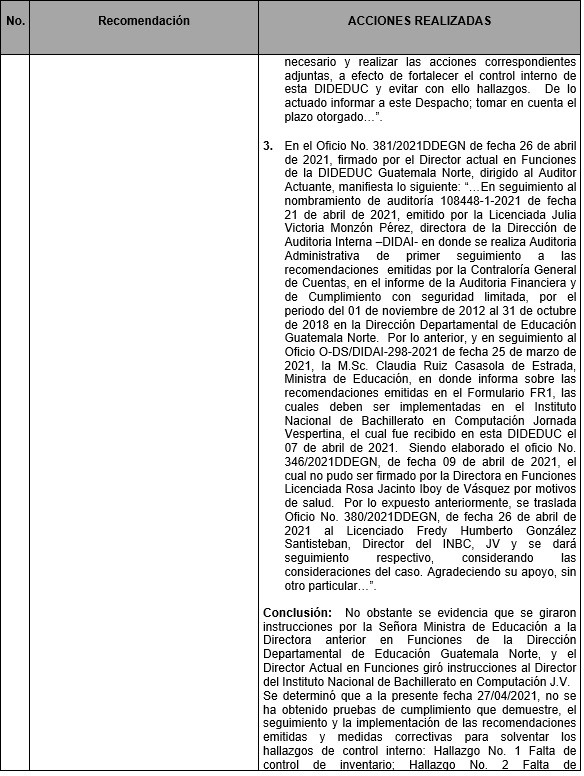 No. Recomendación ACCIONES REALIZADAS
necesario y realizar las acciones correspondientes
adjuntas, a efecto de fortalecer el control interno de
esta DIDEDUC y evitar con ello hallazgos. De lo
actuado informar a este Despacho; tomar en cuenta el
plazo otorgado…”.
3. En el Oficio No. 381/2021DDEGN de fecha 26 de abril
de 2021, firmado por el Director actual en Funciones
de la DIDEDUC Guatemala Norte, dirigido al Auditor
Actuante, manifiesta lo siguiente: “…En seguimiento al
nombramiento de auditoría 108448-1-2021 de fecha
21 de abril de 2021, emitido por la Licenciada Julia
Victoria Monzón Pérez, directora de la Dirección de
Auditoria Interna –DIDAI- en donde se realiza Auditoria
Administrativa de primer seguimiento a las
recomendaciones emitidas por la Contraloría General
de Cuentas, en el informe de la Auditoria Financiera y
de Cumplimiento con seguridad limitada, por el
periodo del 01 de noviembre de 2012 al 31 de octubre
de 2018 en la Dirección Departamental de Educación
Guatemala Norte. Por lo anterior, y en seguimiento al
Oficio O-DS/DIDAI-298-2021 de fecha 25 de marzo de
2021, la M.Sc. Claudia Ruiz Casasola de Estrada,
Ministra de Educación, en donde informa sobre las
recomendaciones emitidas en el Formulario FR1, las
cuales deben ser implementadas en el Instituto
Nacional de Bachillerato en Computación Jornada
Vespertina, el cual fue recibido en esta DIDEDUC el
07 de abril de 2021. Siendo elaborado el oficio No.
346/2021DDEGN, de fecha 09 de abril de 2021, el
cual no pudo ser firmado por la Directora en Funciones
Licenciada Rosa Jacinto Iboy de Vásquez por motivos
de salud. Por lo expuesto anteriormente, se traslada
Oficio No. 380/2021DDEGN, de fecha 26 de abril de
2021 al Licenciado Fredy Humberto González
Santisteban, Director del INBC, JV y se dará
seguimiento respectivo, considerando las
consideraciones del caso. Agradeciendo su apoyo, sin
otro particular…”.
Conclusión: No obstante se evidencia que se giraron
instrucciones por la Señora Ministra de Educación a la
Directora anterior en Funciones de la Dirección
Departamental de Educación Guatemala Norte, y el
Director Actual en Funciones giró instrucciones al Director
del Instituto Nacional de Bachillerato en Computación J.V.
Se determinó que a la presente fecha 27/04/2021, no se
ha obtenido pruebas de cumplimiento que demuestre, el
seguimiento y la implementación de las recomendaciones
emitidas y medidas correctivas para solventar los
hallazgos de control interno: Hallazgo No. 1 Falta de
control de inventario; Hallazgo No. 2 Falta de